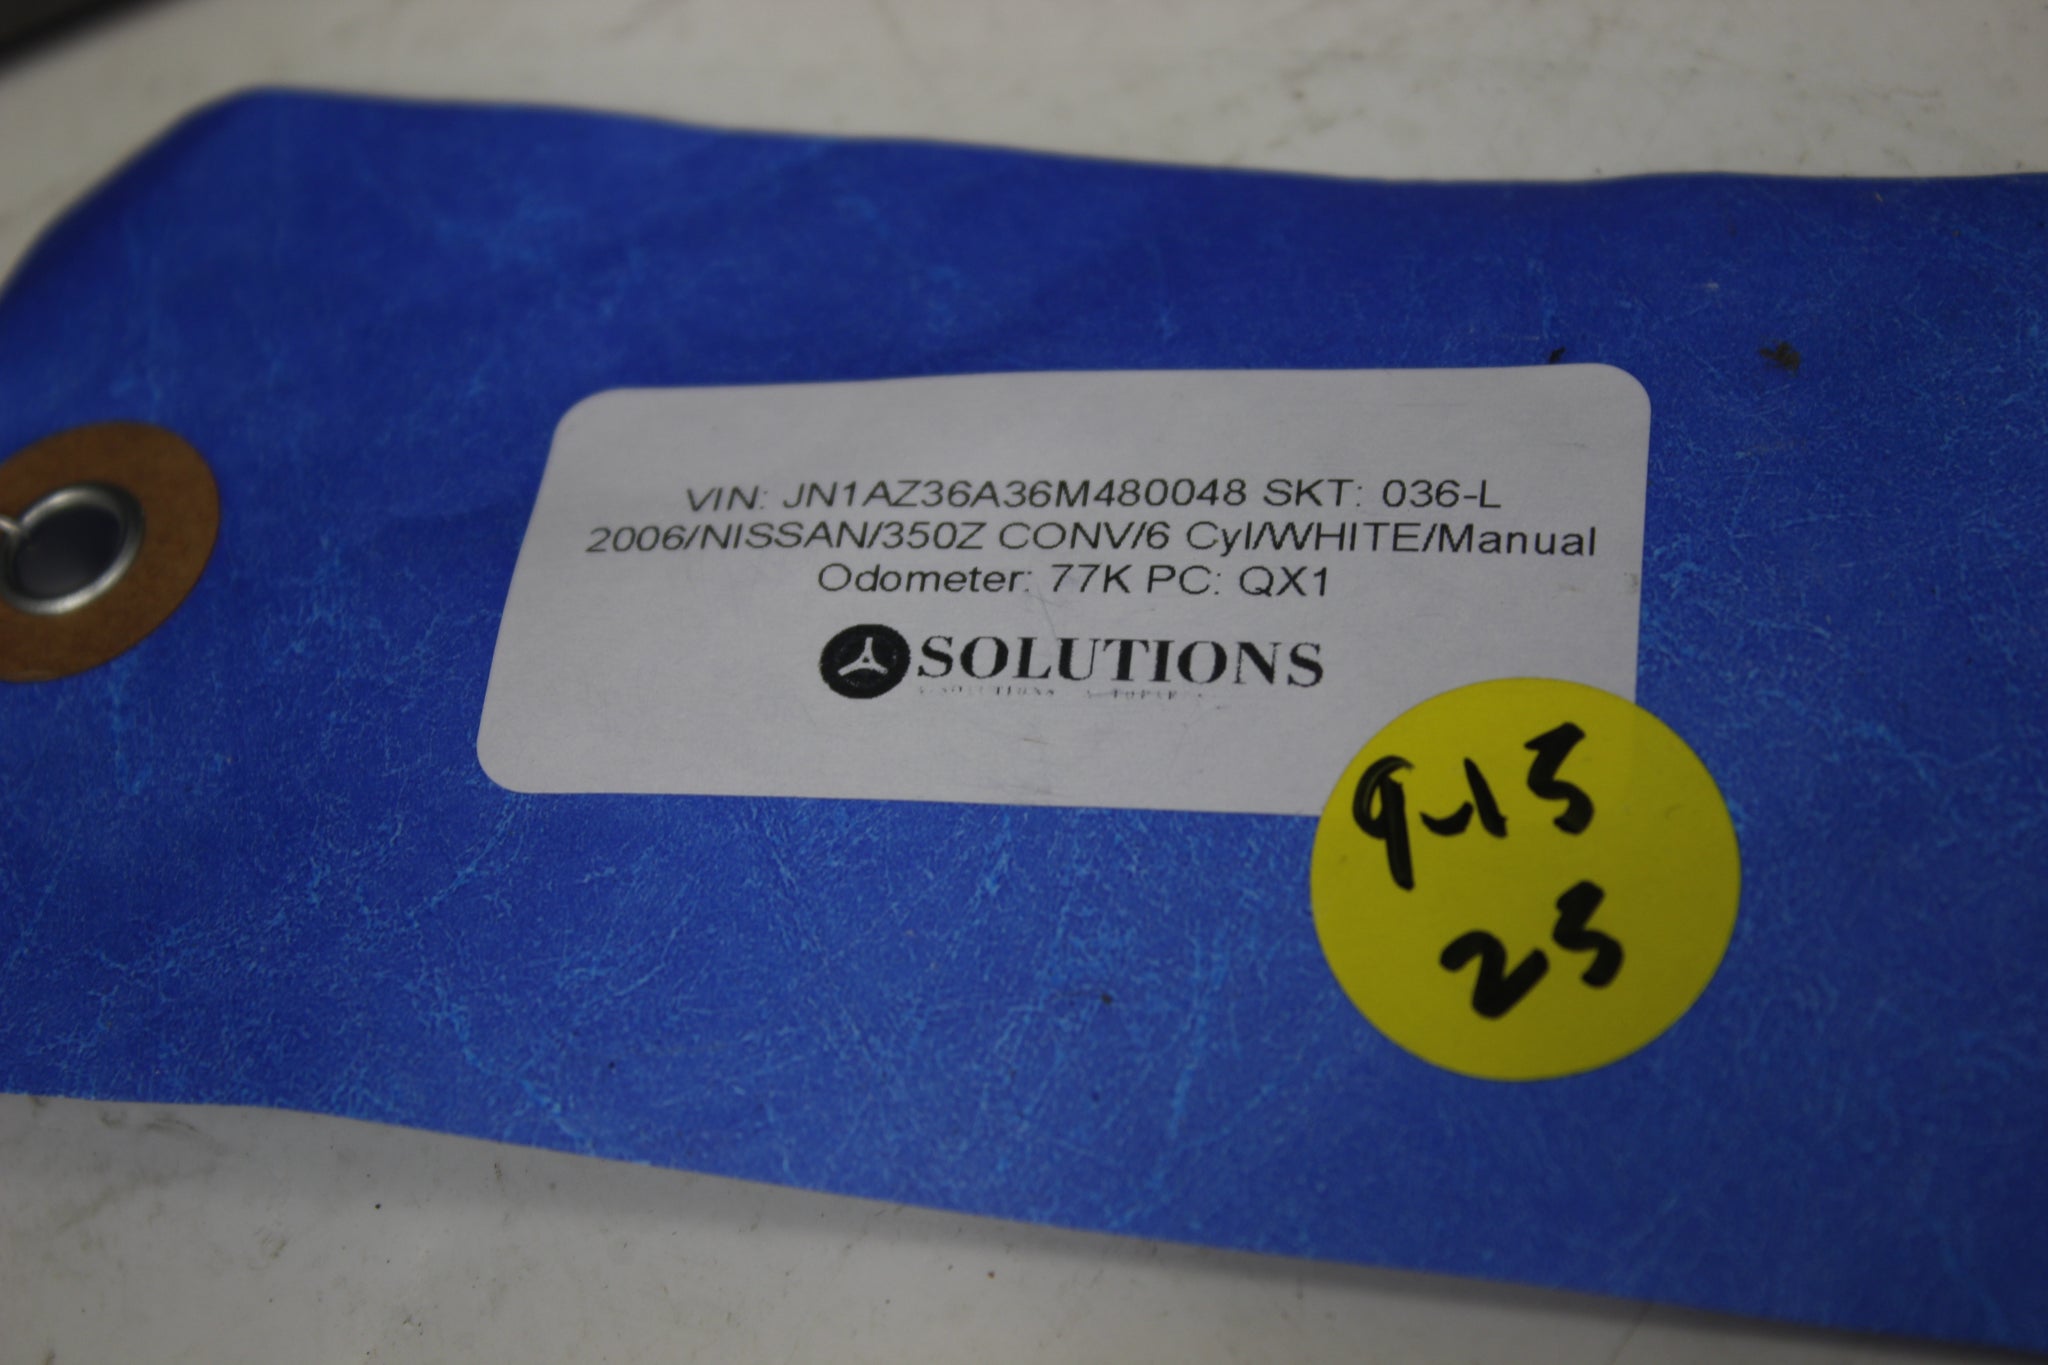 VIN: JN1AZ36A36M480048 SKT: 036-L
2006/NISSAN/350Z CONV/6 Cyl/WHITE/Manual
Odometer: 77K PC: QX1
SOLUTIONS
9-15
23